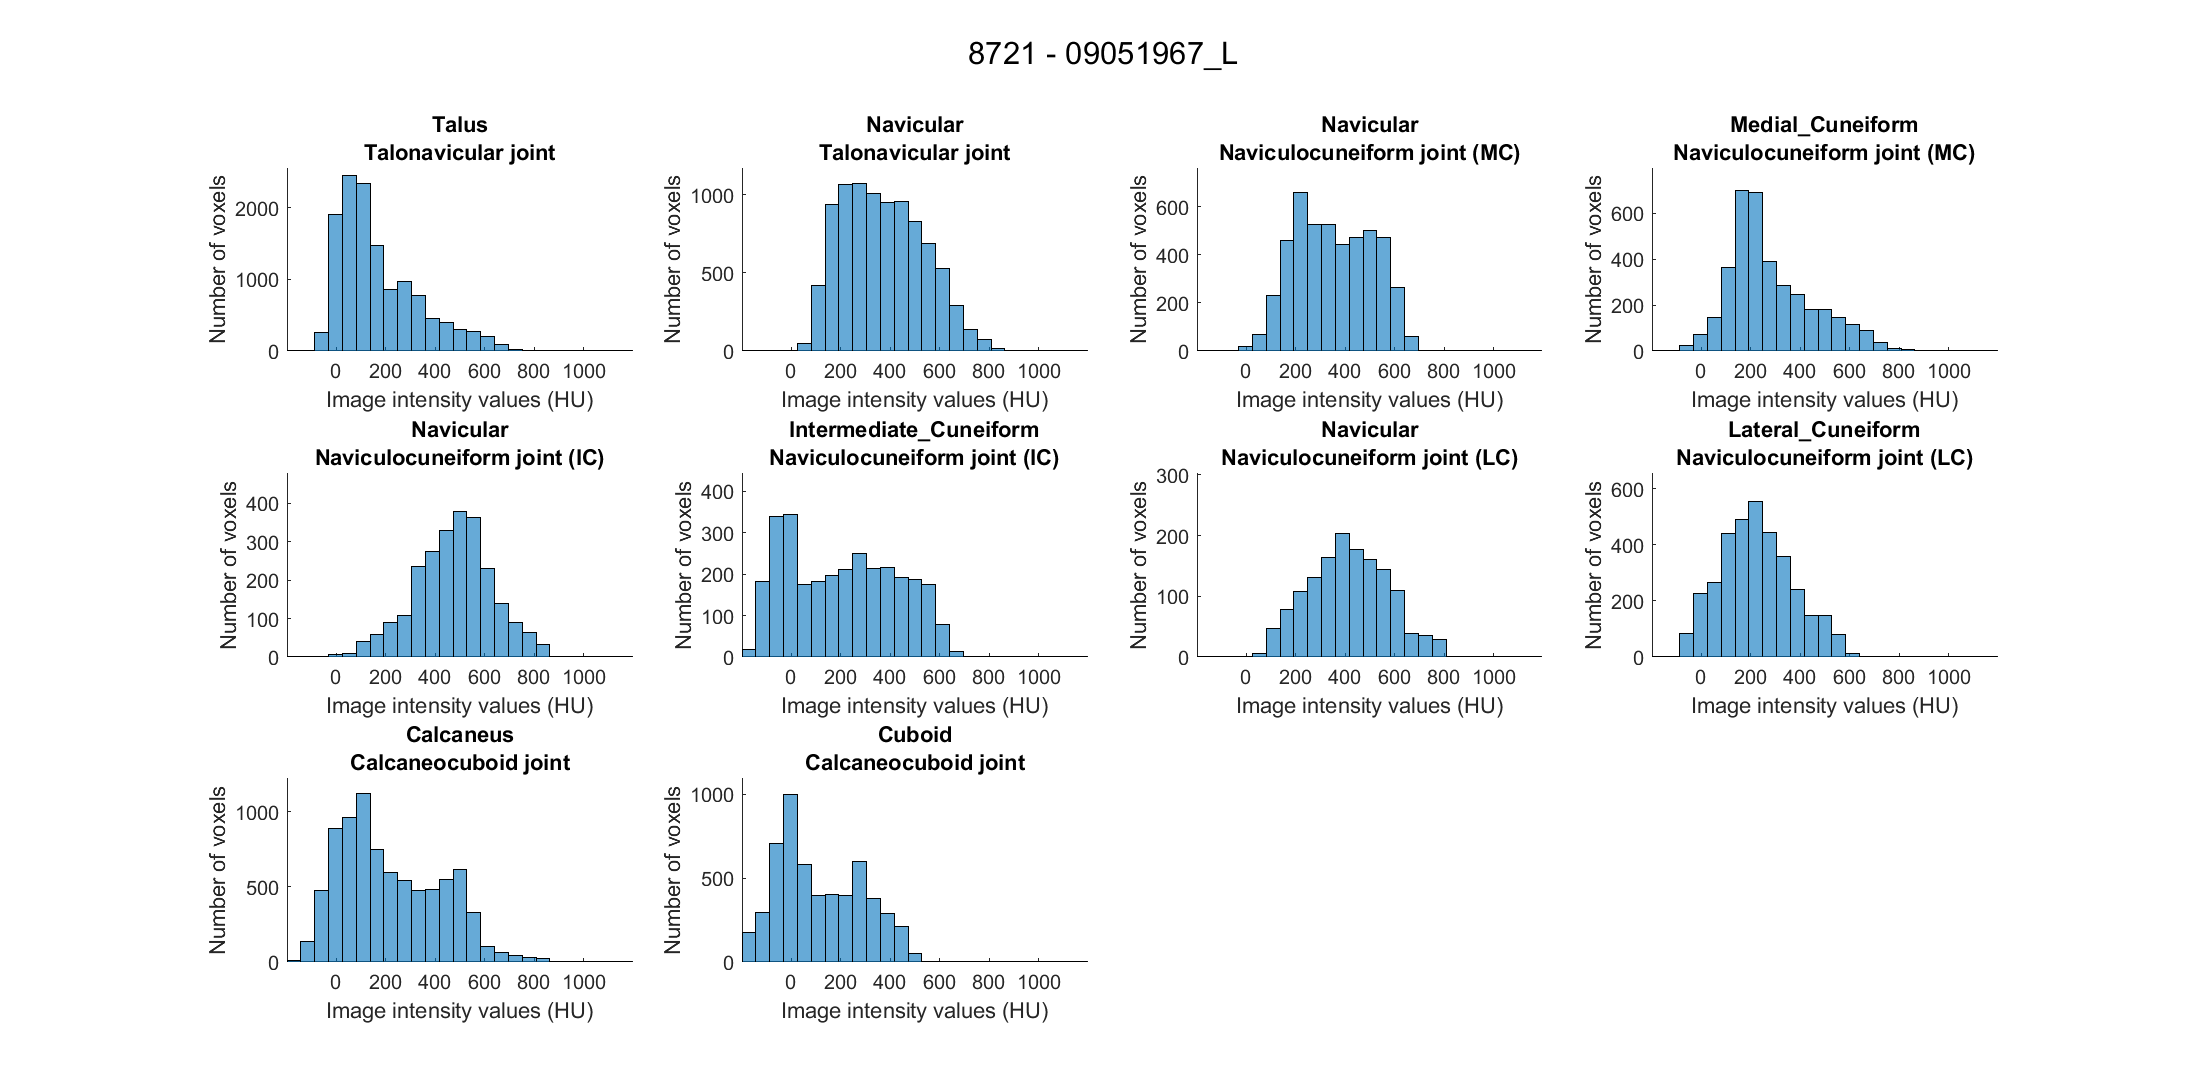 8721 - 09051967_L
Talus
Talonavicular joint
Number of voxels
2000
1000
0
0 200 400 600 800 1000
Image intensity values (HU)
Navicular
Talonavicular joint
Number of voxels
1000
500
0
0 200 400 600 800 1000
Image intensity values (HU)
Navicular
Naviculocuneiform joint (MC)
Number of voxels
600
400
200
0
0 200 400 600 800 1000
Image intensity values (HU)
Medial_Cuneiform
Naviculocuneiform joint (MC)
Number of voxels
600
400
200
0
0 200 400 600 800 1000
Image intensity values (HU)
Navicular
Naviculocuneiform joint (IC)
Number of voxels
400
300
200
100
0
0 200 400 600 800 1000
Image intensity values (HU)
Intermediate_Cuneiform
Naviculocuneiform joint (IC)
Number of voxels
400
300
200
100
0
0 200 400 600 800 1000
Image intensity values (HU)
Navicular
Naviculocuneiform joint (LC)
Number of voxels
300
200
100
0
0 200 400 600 800 1000
Image intensity values (HU)
Lateral_Cuneiform
Naviculocuneiform joint (LC)
Number of voxels
600
400
200
0
0 200 400 600 800 1000
Image intensity values (HU)
Calcaneus
Calcaneocuboid joint
Number of voxels
1000
500
0
0 200 400 600 800 1000
Image intensity values (HU)
Cuboid
Calcaneocuboid joint
Number of voxels
1000
500
0
0 200 400 600 800 1000
Image intensity values (HU)